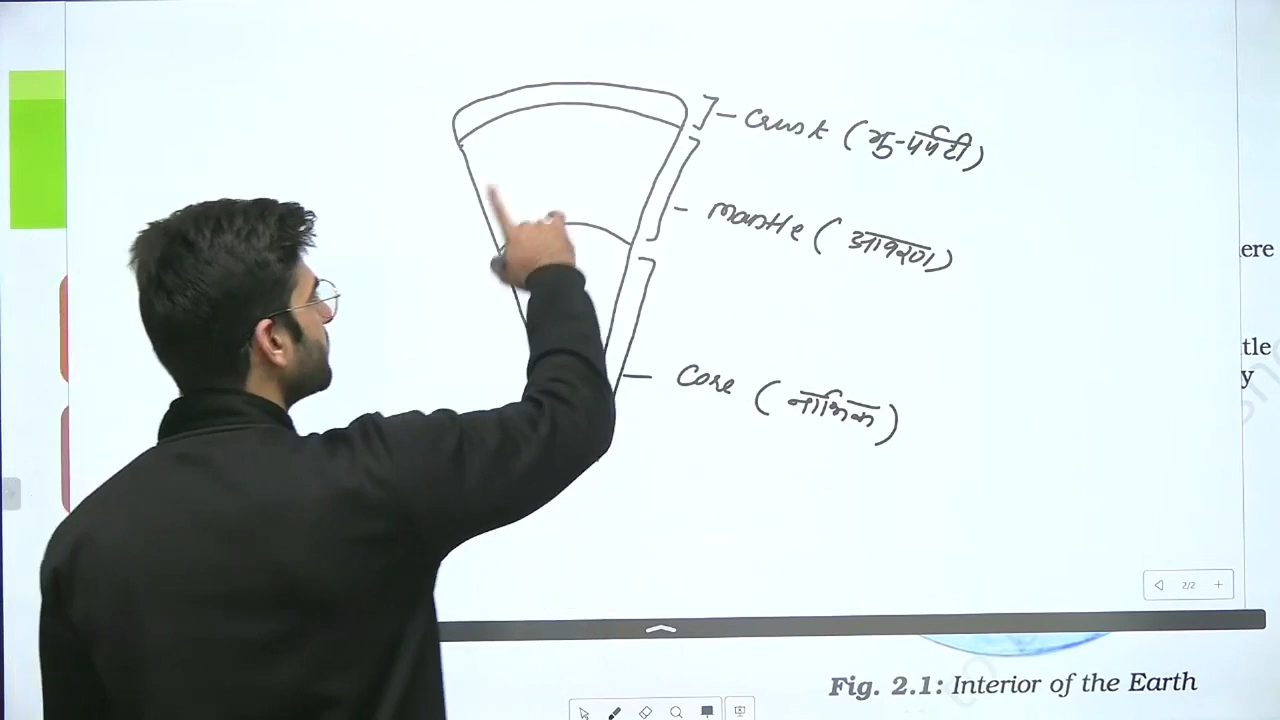 Crust (भू-पर्पटी)
Mantle (आवरण)
ere
tle
y
Core (नाभिक)
2/2
Fig. 2.1: Interior of the Earth